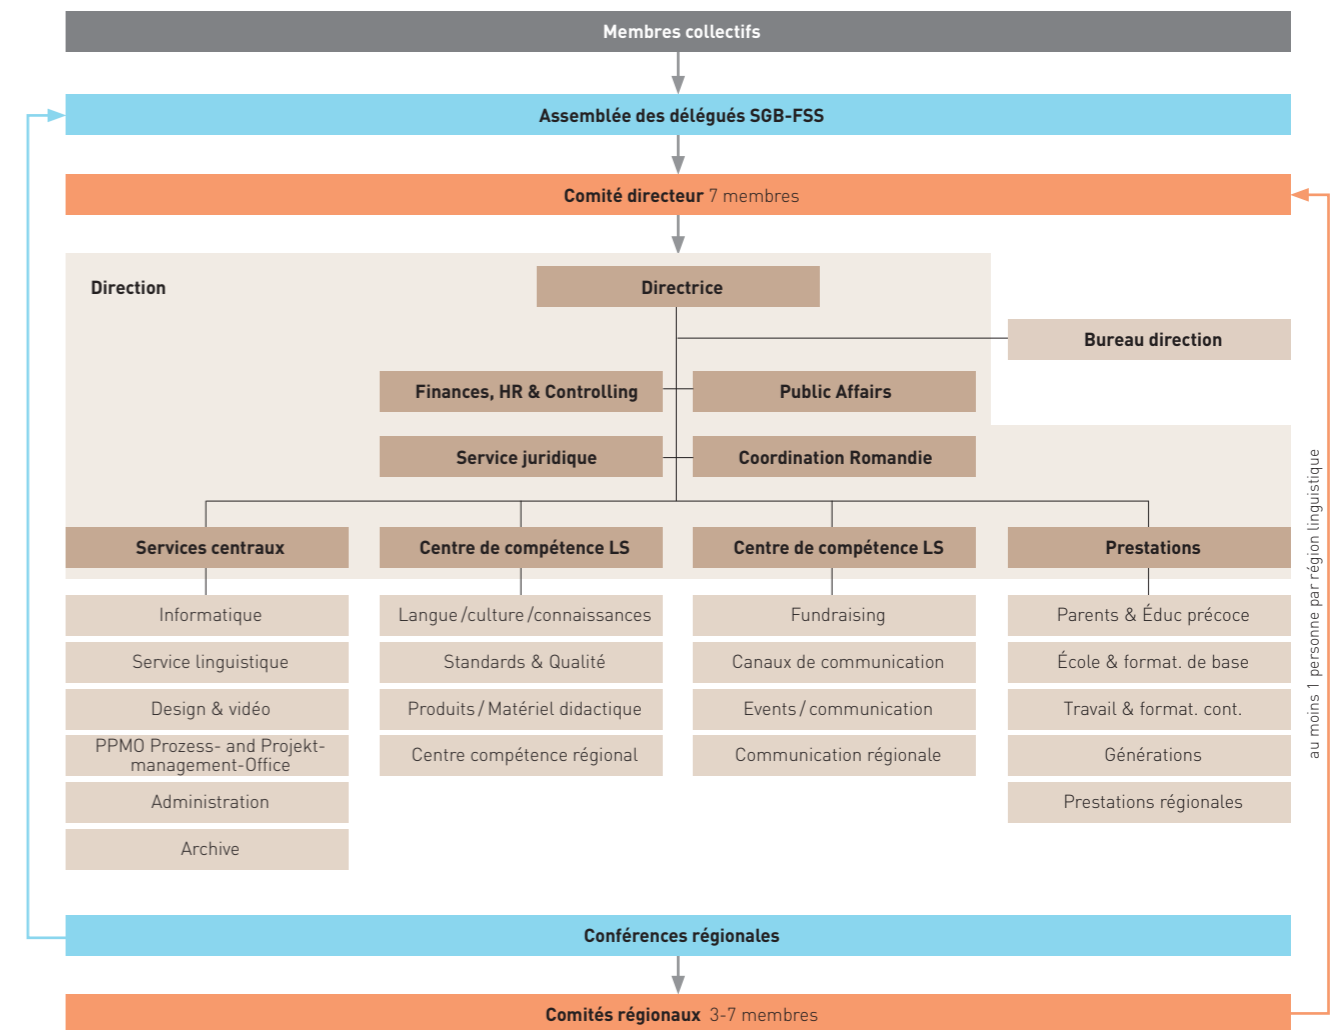 Membres collectifs
Assemblée des délégués SGB-FSS
Comité directeur 7 membres
Direction
Directrice
Bureau direction
Finances, HR & Controlling
Public Affairs
Service juridique
Coordination Romandie
Services centraux
Informatique
Service linguistique
Design & vidéo
PPMO Prozess- and Projekt-
management-Office
Administration
Archive
Centre de compétence LS
Langue/culture/connaissances
Standards & Qualité
Produits/Matériel didactique
Centre compétence régional
Centre de compétence LS
Fundraising
Canaux de communication
Events/communication
Communication régionale
Prestations
Parents & Éduc précoce
École & format. de base
Travail & format. cont.
Générations
Prestations régionales
au moins 1 personne par région linguistique
Conférences régionales
Comités régionaux 3-7 membres